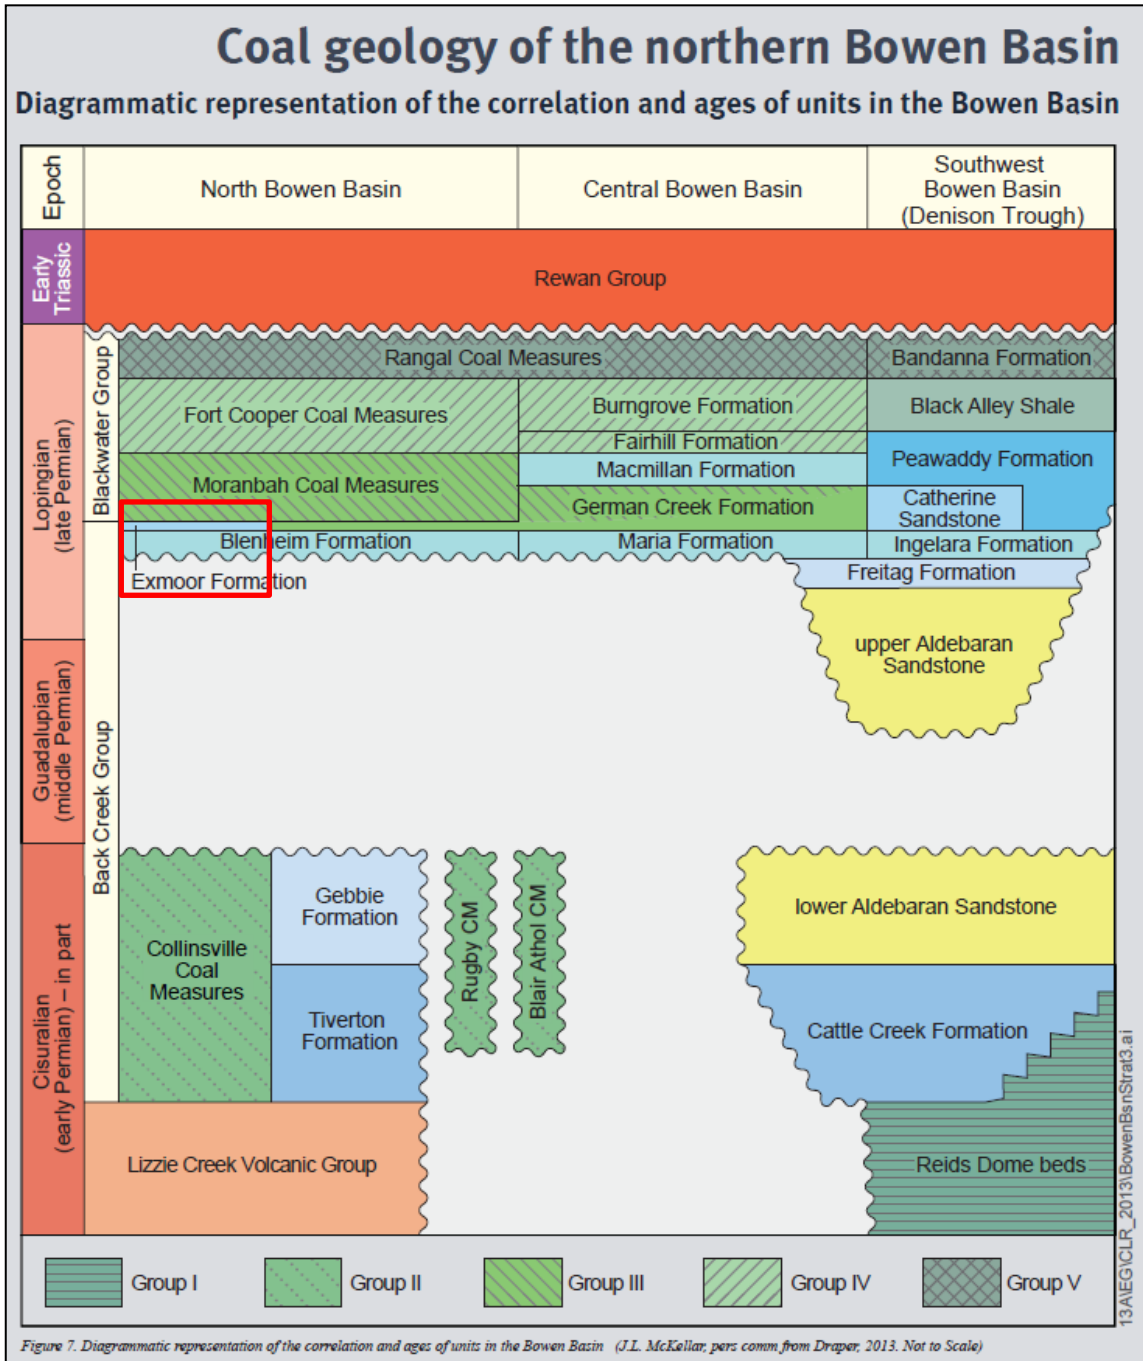 Coal geology of the northern Bowen Basin
Diagrammatic representation of the correlation and ages of units in the Bowen Basin
Epoch
North Bowen Basin
Central Bowen Basin
Southwest
Bowen Basin
(Denison Trough)
Early
Triassic
Rewan Group
Lopingian
(late Permian)
Blackwater Group
Rangal Coal Measures
Bandanna Formation
Fort Cooper Coal Measures
Burngrove Formation
Black Alley Shale
Fairhill Formation
Moranbah Coal Measures
Macmillan Formation
Peawaddy Formation
German Creek Formation
Catherine
Sandstone
Blenheim Formation
Maria Formation
Ingelara Formation
Exmoor Formation
Freitag Formation
upper Aldebaran
Sandstone
Guadalupian
(middle Permian)
Back Creek Group
Cisuralian
(early Permian) – in part
Collinsville
Coal
Measures
Gebbie
Formation
Tiverton
Formation
Rugby CM
Blair Athol CM
lower Aldebaran Sandstone
Cattle Creek Formation
Lizzie Creek Volcanic Group
Reids Dome beds
Group I
Group II
Group III
Group IV
Group V
13A\EG\CLR_2013\BowenBsnStrat3.ai
Figure 7. Diagrammatic representation of the correlation and ages of units in the Bowen Basin (J.L. McKellar, pers comm from Draper, 2013. Not to Scale)